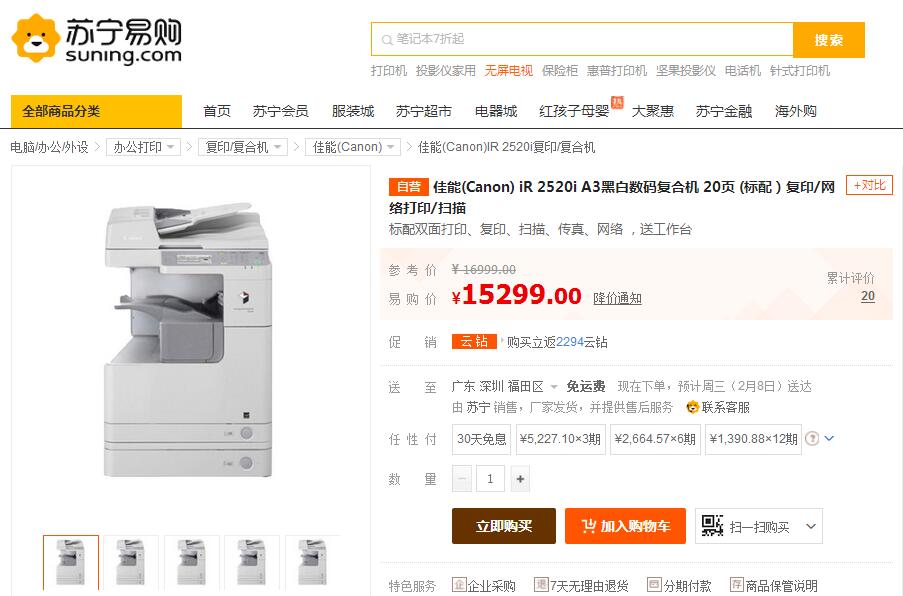 苏宁易购
suning.com
笔记本7折起
搜索
打印机 投影仪家用 无屏电视 保险柜 惠普打印机 坚果投影仪 电话机 针式打印机
全部商品分类 首页 苏宁会员 服装城 苏宁超市 电器城 红孩子母婴 大聚惠 苏宁金融 海外购
电脑/办公/外设 办公打印 复印/复合机 佳能(Canon) 佳能(Canon)IR 2520i复印/复合机
自营 佳能(Canon) iR 2520i A3黑白数码复合机 20页 (标配 ) 复印/网
络打印/扫描
+对比
标配双面打印、复印、扫描、传真、网络 ，送工作台
参考价 ¥ 16999.00
易购价 ¥15299.00 降价通知
累计评价
20
促销 云钻 购买立返2294云钻
送至 广东 深圳 福田区 免运费 现在下单，预计周三（2月8日）送达
由 苏宁 销售，厂家发货，并提供售后服务 联系客服
任性付 30天免息 ¥5,227.10×3期 ¥2,664.57×6期 ¥1,390.88×12期 ?
数量 − 1 +
立即购买 加入购物车 扫一扫购买
特色服务 企 企业采购 退 7天无理由退货 分期付款 存 商品保管说明